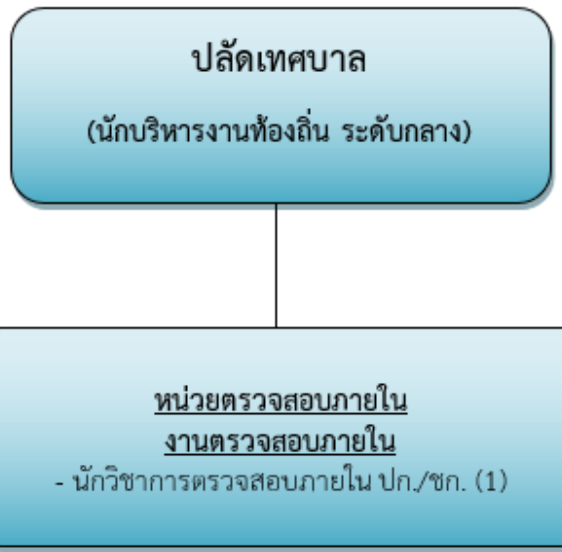 ปลัดเทศบาล
(นักบริหารงานท้องถิ่น ระดับกลาง)
หน่วยตรวจสอบภายใน
งานตรวจสอบภายใน
- นักวิชาการตรวจสอบภายใน ปก./ชก. (1)